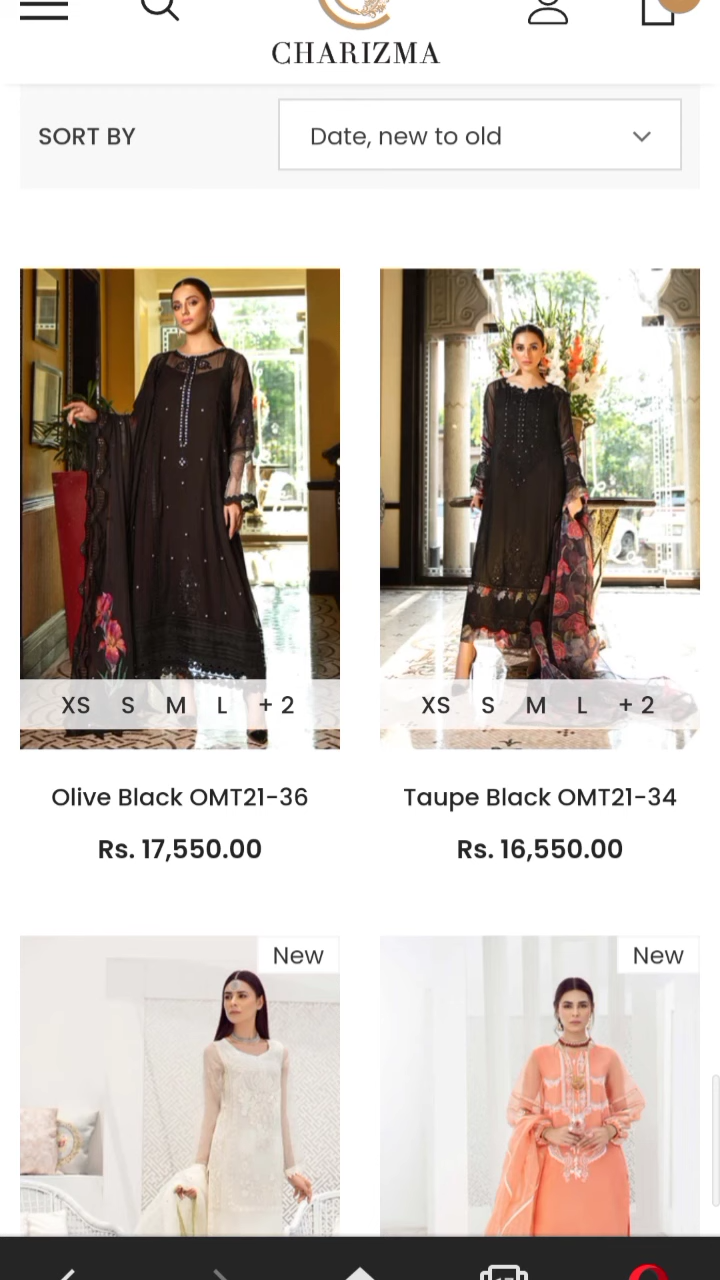 CHARIZMA
SORT BY
Date, new to old
XS S M L + 2
XS S M L + 2
Olive Black OMT21-36
Taupe Black OMT21-34
Rs. 17,550.00
Rs. 16,550.00
New
New